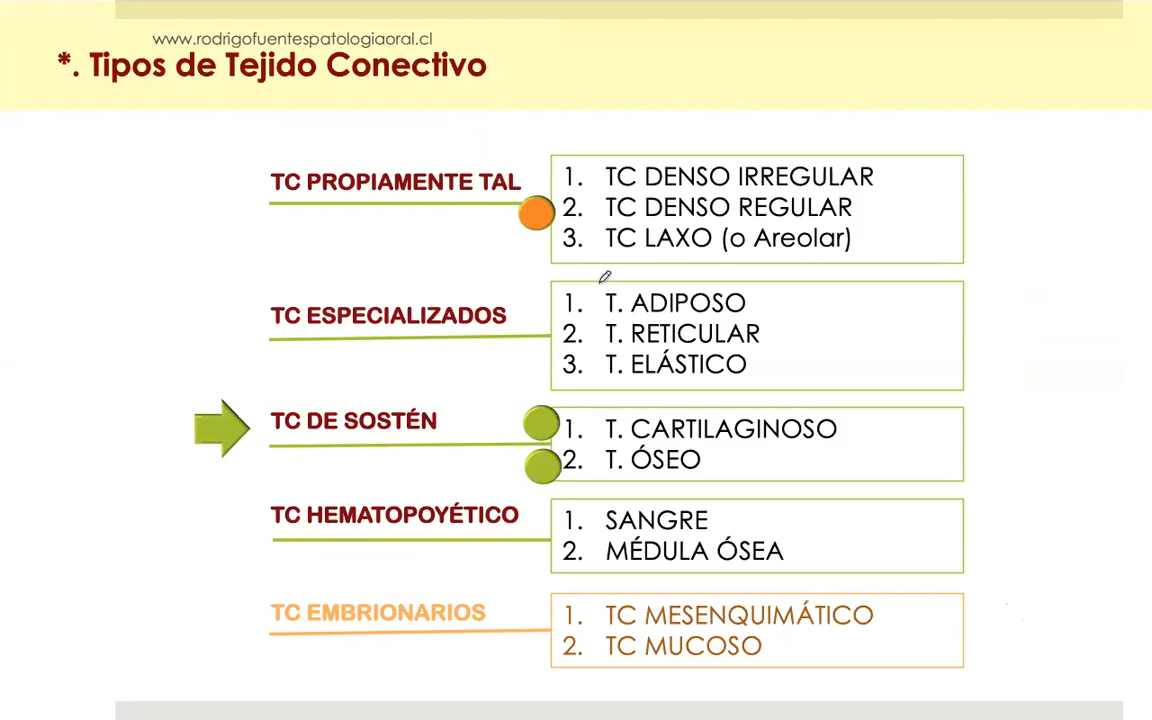 www.rodrigofuentespatologiaoral.cl
*. Tipos de Tejido Conectivo
TC PROPIAMENTE TAL
1. TC DENSO IRREGULAR
2. TC DENSO REGULAR
3. TC LAXO (o Areolar)
TC ESPECIALIZADOS
1. T. ADIPOSO
2. T. RETICULAR
3. T. ELÁSTICO
TC DE SOSTÉN
1. T. CARTILAGINOSO
2. T. ÓSEO
TC HEMATOPOYÉTICO
1. SANGRE
2. MÉDULA ÓSEA
TC EMBRIONARIOS
1. TC MESENQUIMÁTICO
2. TC MUCOSO